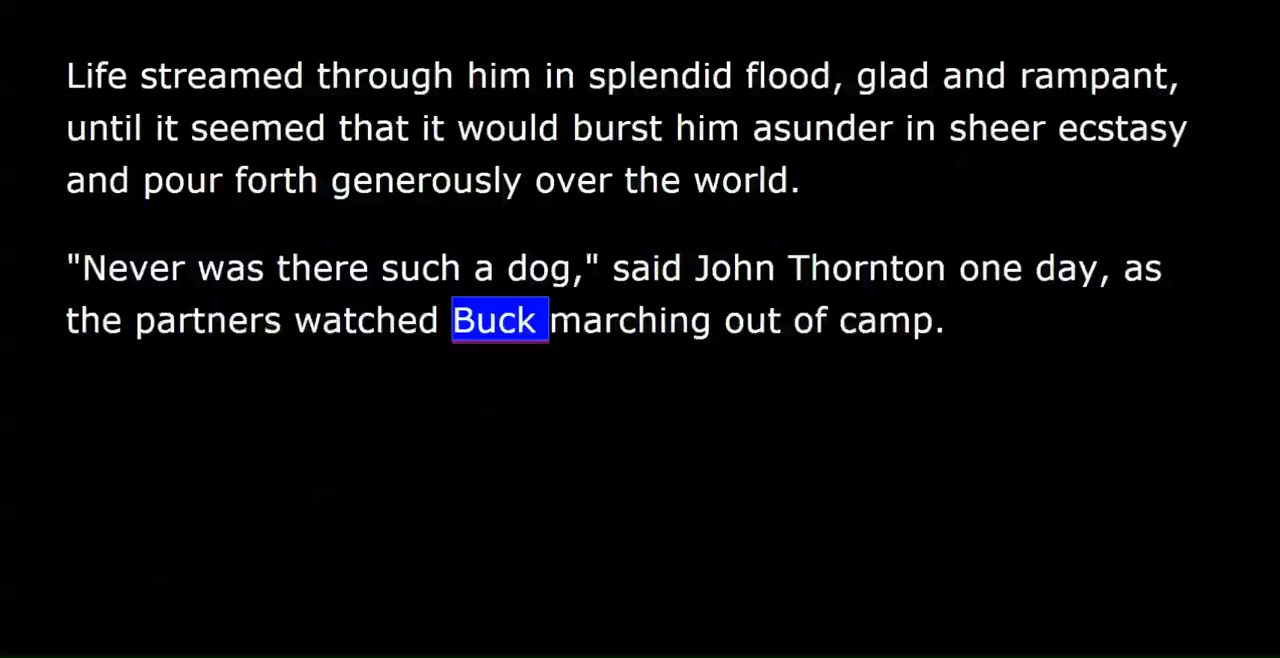 Life streamed through him in splendid flood, glad and rampant,
until it seemed that it would burst him asunder in sheer ecstasy
and pour forth generously over the world.
"Never was there such a dog," said John Thornton one day, as
the partners watched Buck marching out of camp.